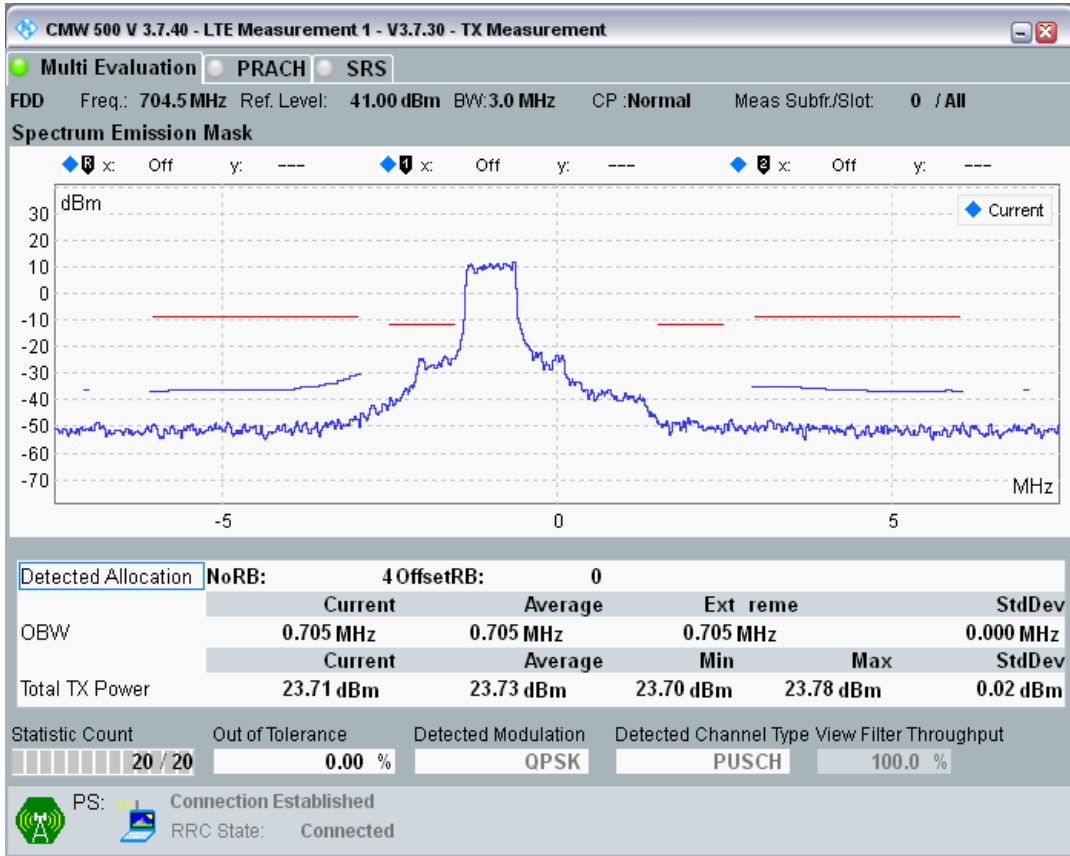 CMW 500 V 3.7.40 - LTE Measurement 1 - V3.7.30 - TX Measurement
Multi Evaluation PRACH SRS
FDD Freq.: 704.5 MHz Ref. Level: 41.00 dBm BW: 3.0 MHz CP :Normal Meas Subfr./Slot: 0 / All
Spectrum Emission Mask
R x: Off y: --- 1 x: Off y: --- 2 x: Off y: ---
dBm
Current
30
20
10
0
-10
-20
-30
-40
-50
-60
-70
MHz
-5 0 5
Detected Allocation NoRB: 4 OffsetRB: 0
Current Average Ext reme StdDev
OBW 0.705 MHz 0.705 MHz 0.705 MHz 0.000 MHz
Current Average Min Max StdDev
Total TX Power 23.71 dBm 23.73 dBm 23.70 dBm 23.78 dBm 0.02 dBm
Statistic Count Out of Tolerance Detected Modulation Detected Channel Type View Filter Throughput
20 / 20 0.00 % QPSK PUSCH 100.0 %
PS: Connection Established
RRC State: Connected